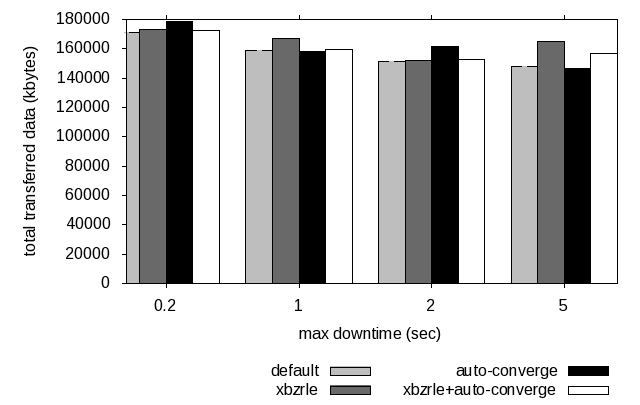 180000
160000
140000
120000
100000
80000
60000
40000
20000
0
total transferred data (kbytes)
0.2 1 2 5
max downtime (sec)
default auto-converge
xbzrle xbzrle+auto-converge